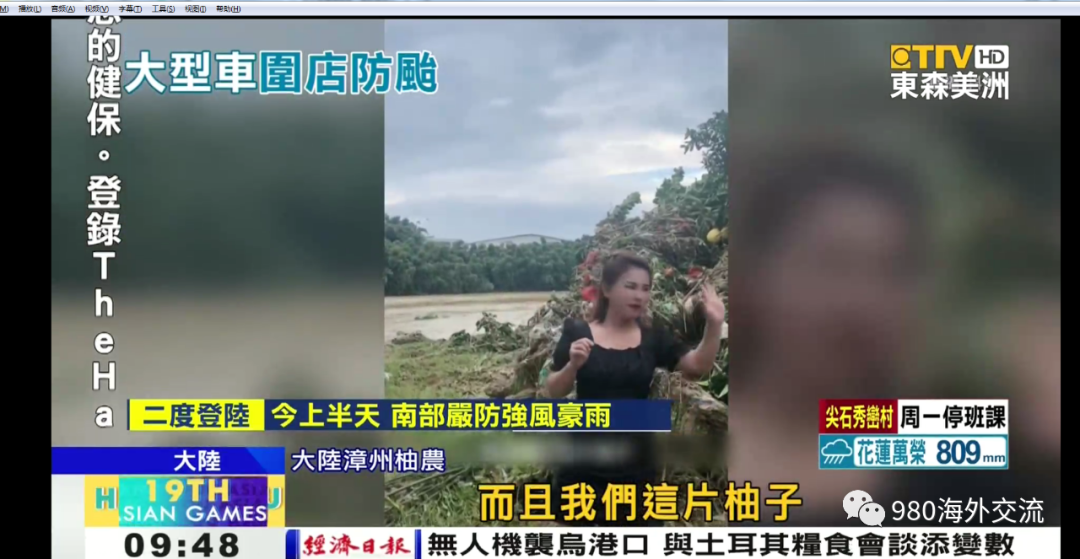 播放(L) 音频(A) 视频(V) 字幕(T) 工具(S) 视图(I) 帮助(H)
的健保。登錄TheHa
大型車圍店防颱
CTTV HD
東森美洲
二度登陸 今上半天 南部嚴防強風豪雨
尖石秀巒村 周一停班課
花蓮萬榮 809mm
大陸 大陸漳州柚農
19TH
ASIAN GAMES
而且我們這片柚子
980海外交流
09:48 經濟日報 無人機襲烏港口 與土耳其糧食會談添變數